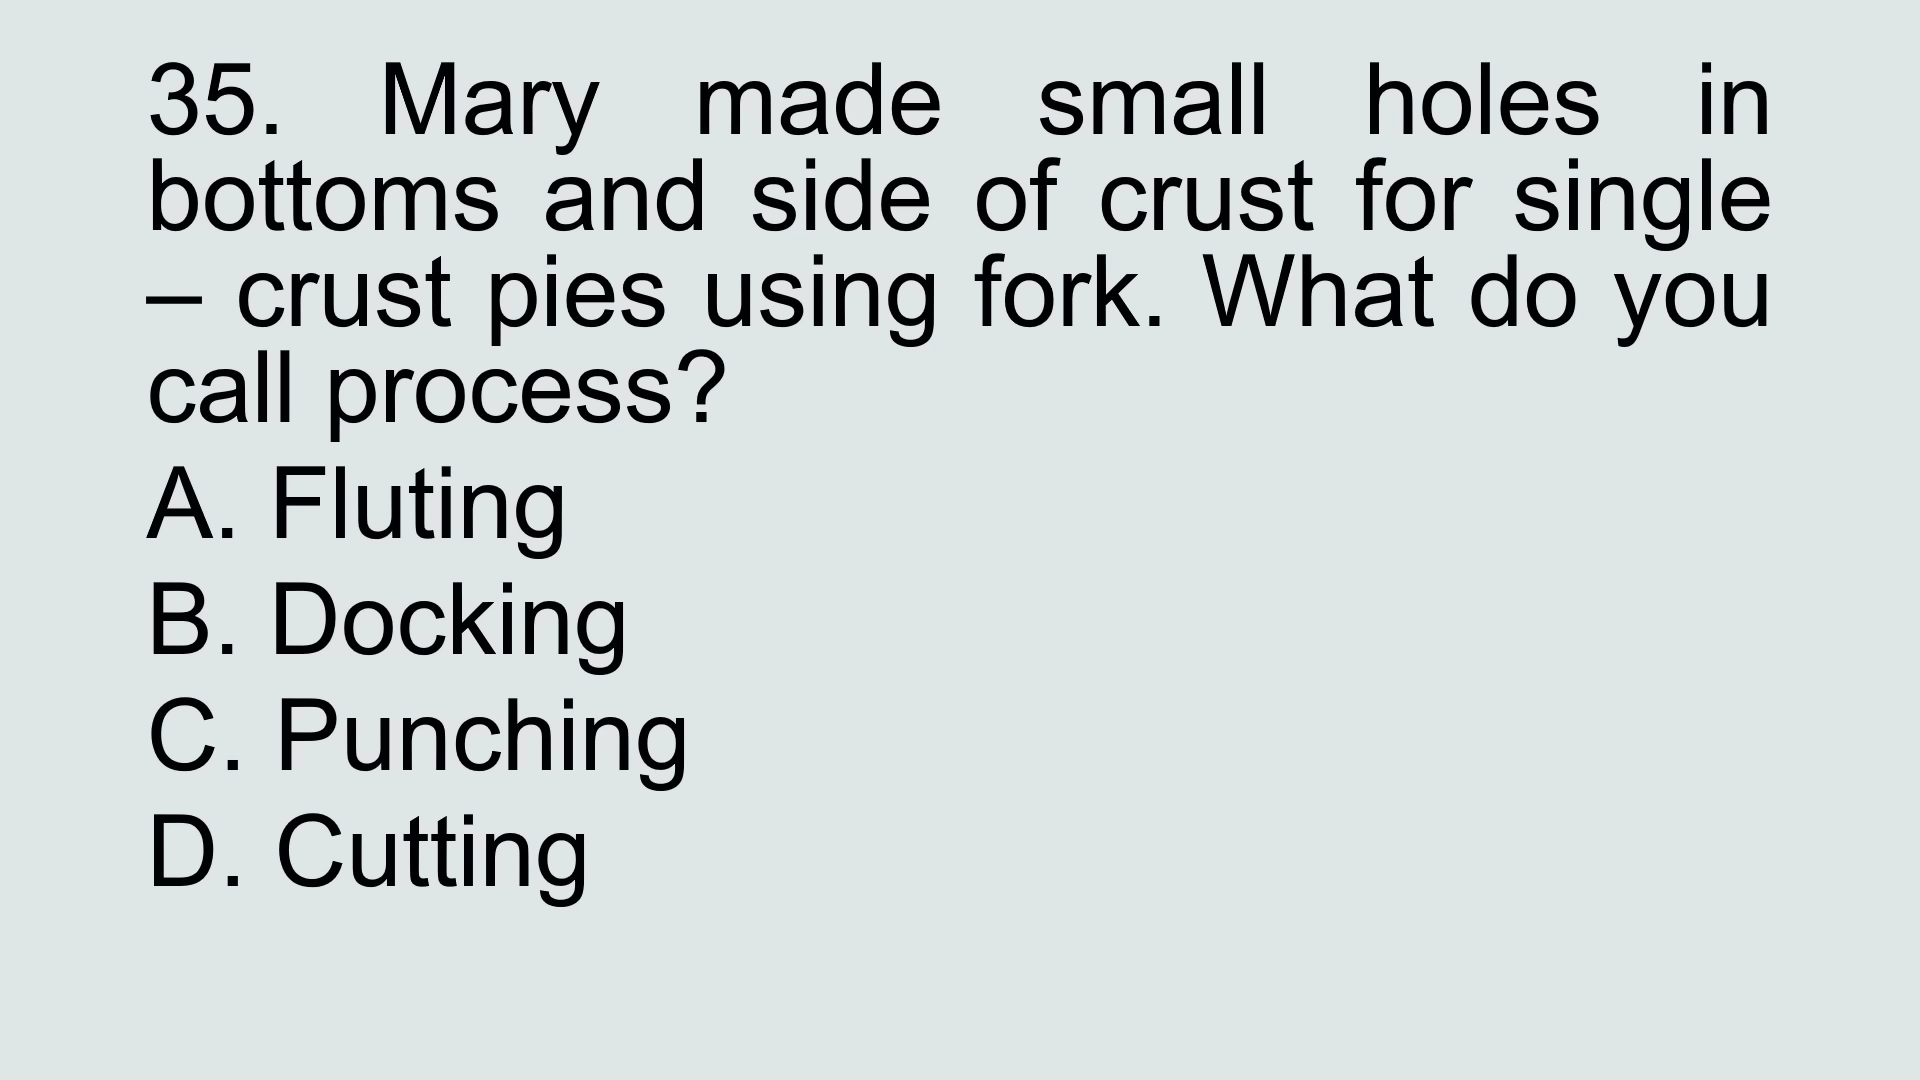 35. Mary made small holes in
bottoms and side of crust for single
– crust pies using fork. What do you
call process?
A. Fluting
B. Docking
C. Punching
D. Cutting